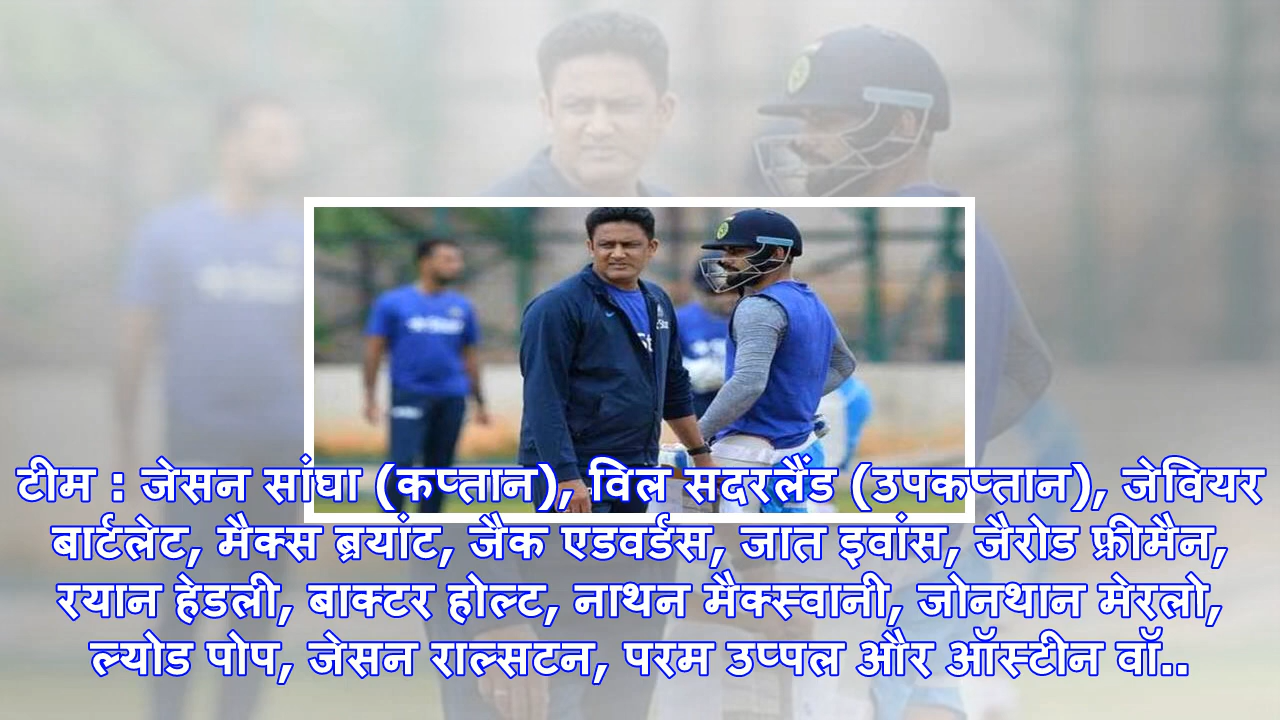 टीम : जेसन सांघा (कप्तान), विल सदरलैंड (उपकप्तान), जेवियर
बार्टलेट, मैक्स ब्रयांट, जैक एडवर्डस, जात इवांस, जैरोड फ्रीमैन,
रयान हेडली, बाक्टर होल्ट, नाथन मैक्स्वानी, जोनथान मेरलो,
ल्योड पोप, जेसन राल्सटन, परम उप्पल और ऑस्टीन वॉ..